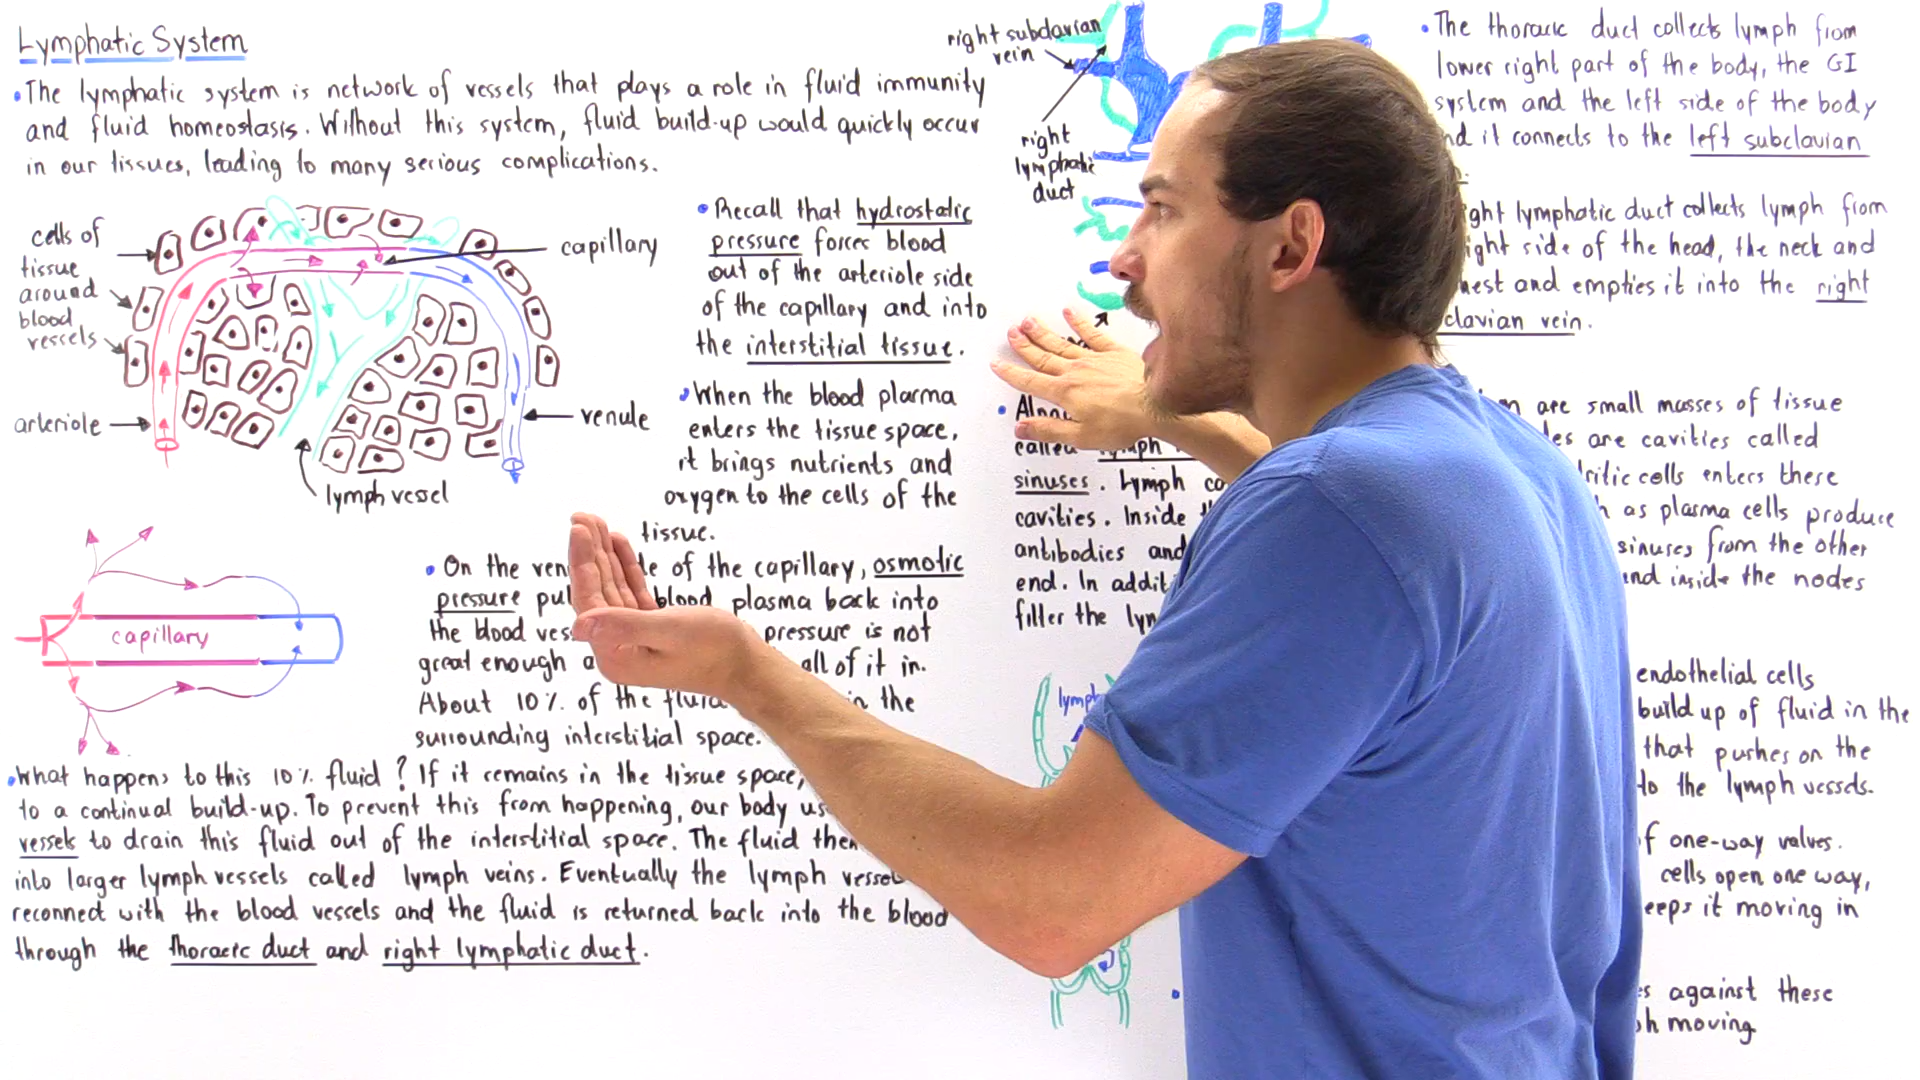 Lymphatic System
• The lymphatic system is network of vessels that plays a role in fluid immunity
and fluid homeostasis. Without this system, fluid build-up would quickly occur
in our tissues, leading to many serious complications.
cells of
tissue
around
blood
vessels
capillary
arteriole
venule
lymph vessel
• Recall that hydrostatic
pressure forces blood
out of the arteriole side
of the capillary and into
the interstitial tissue.
• When the blood plasma
enters the tissue space,
it brings nutrients and
oxygen to the cells of the
tissue.
capillary
• On the ven of the capillary, osmotic
pressure blood plasma back into
the blood pressure is not
great enough all of it in.
About 10% of the the
surrounding interstitial space.
• What happens to this 10% fluid? If it remains in the tissue space,
to a continual build-up. To prevent this from happening, our body
vessels to drain this fluid out of the interstitial space. The fluid then
into larger lymph vessels called lymph veins. Eventually the lymph vessel
reconnect with the blood vessels and the fluid is returned back into the blood
through the thoracic duct and right lymphatic duct.
right subclavian
vein
right
lymphatic
duct
•
called lymph
sinuses. Lymph
cavities. Inside
antibodies and
end. In
filter the
lymph
• The thoracic duct collects lymph from
lower right part of the body, the GI
system and the left side of the body
it connects to the left subclavian
lymphatic duct collects lymph from
side of the head, the neck and
and empties it into the right
vein.
are small masses of tissue
are cavities called
cells enters these
as plasma cells produce
sinuses from the other
inside the nodes
endothelial cells
build up of fluid in the
that pushes on the
to the lymph vessels.
one-way valves.
cells open one way,
it moving in
• against these
moving